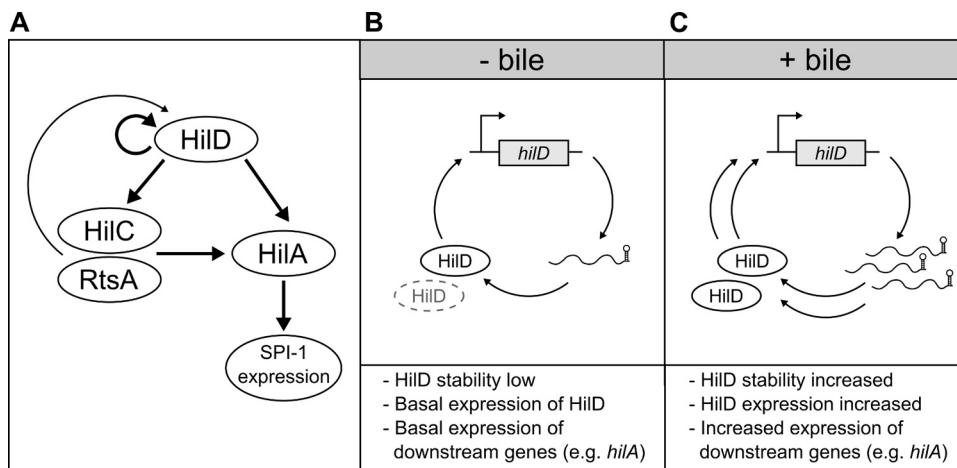 A
HilD
HilC
RtsA
HilA
SPI-1
expression
B
- bile
hilD
HilD
HilD
- HilD stability low
- Basal expression of HilD
- Basal expression of
downstream genes (e.g. hilA)
C
+ bile
hilD
HilD
HilD
- HilD stability increased
- HilD expression increased
- Increased expression of
downstream genes (e.g. hilA)